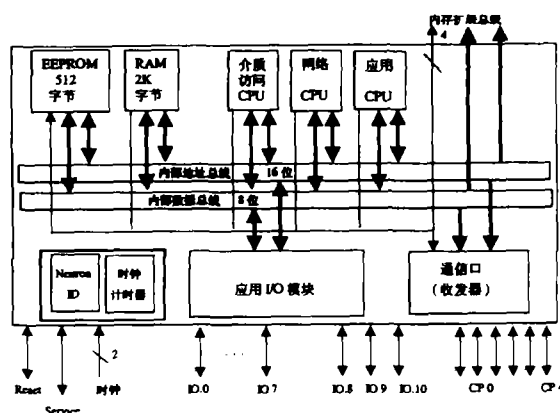 内存扩展总线
4
EEPROM
512
字节
RAM
2K
字节
介质
访问
CPU
网络
CPU
应用
CPU
内部地址总线 16 位
内部数据总线 8 位
Neuron
ID
时钟
计时器
应用 I/O 模块
通信口
(收发器)
2
Reset
Service
时钟
IO.0
....
IO 7
IO.8
IO 9
IO.10
CP 0
CP 4